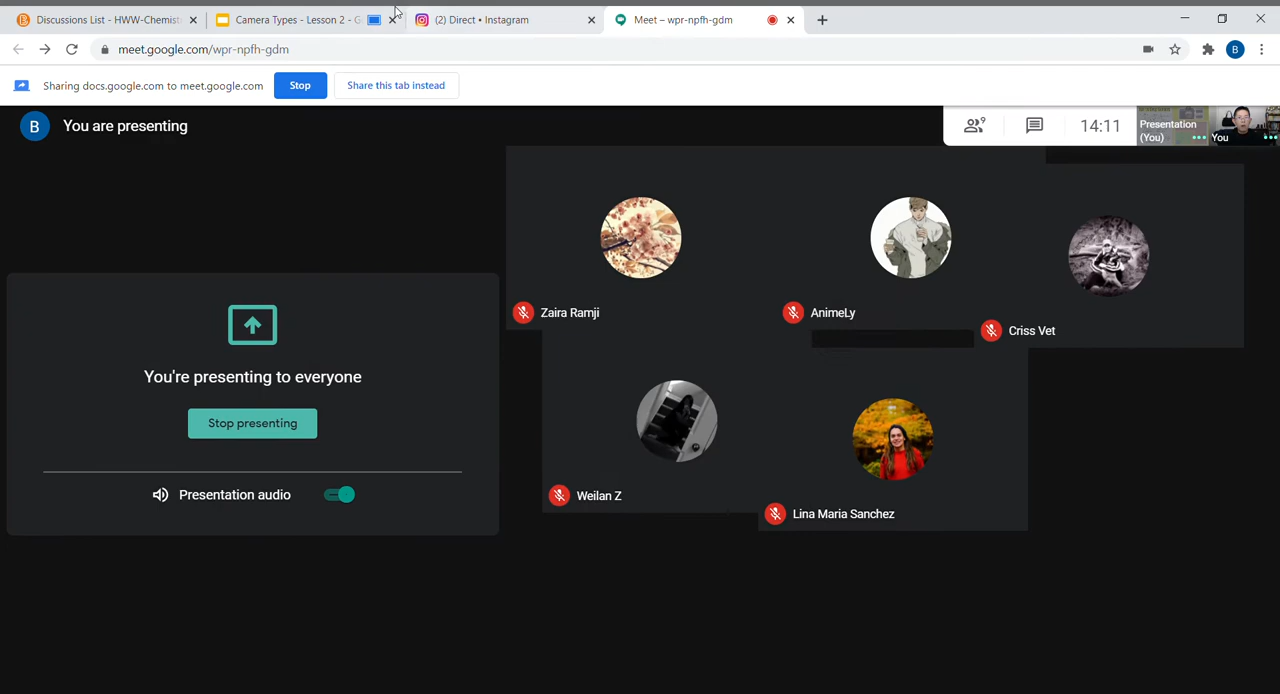 Discussions List - HWW-Chemist
Camera Types - Lesson 2 - G
(2) Direct • Instagram
Meet – wpr-npfh-gdm
meet.google.com/wpr-npfh-gdm
B
Sharing docs.google.com to meet.google.com
Stop
Share this tab instead
B
You are presenting
9
14:11
Presentation
(You)
You
Zaira Ramji
AnimeLy
Criss Vet
You're presenting to everyone
Stop presenting
Presentation audio
Weilan Z
Lina Maria Sanchez